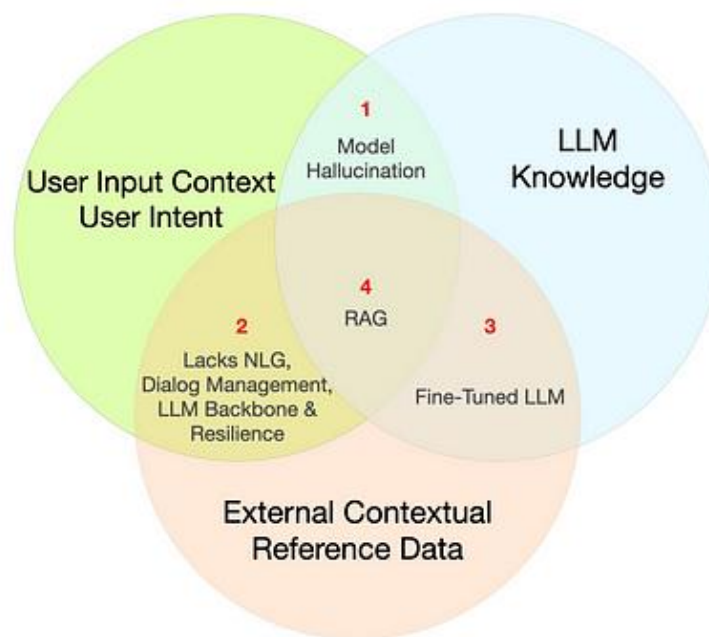 1
Model
Hallucination
LLM
Knowledge
User Input Context
User Intent
4
RAG
2
Lacks NLG,
Dialog Management,
LLM Backbone &
Resilience
3
Fine-Tuned LLM
External Contextual
Reference Data